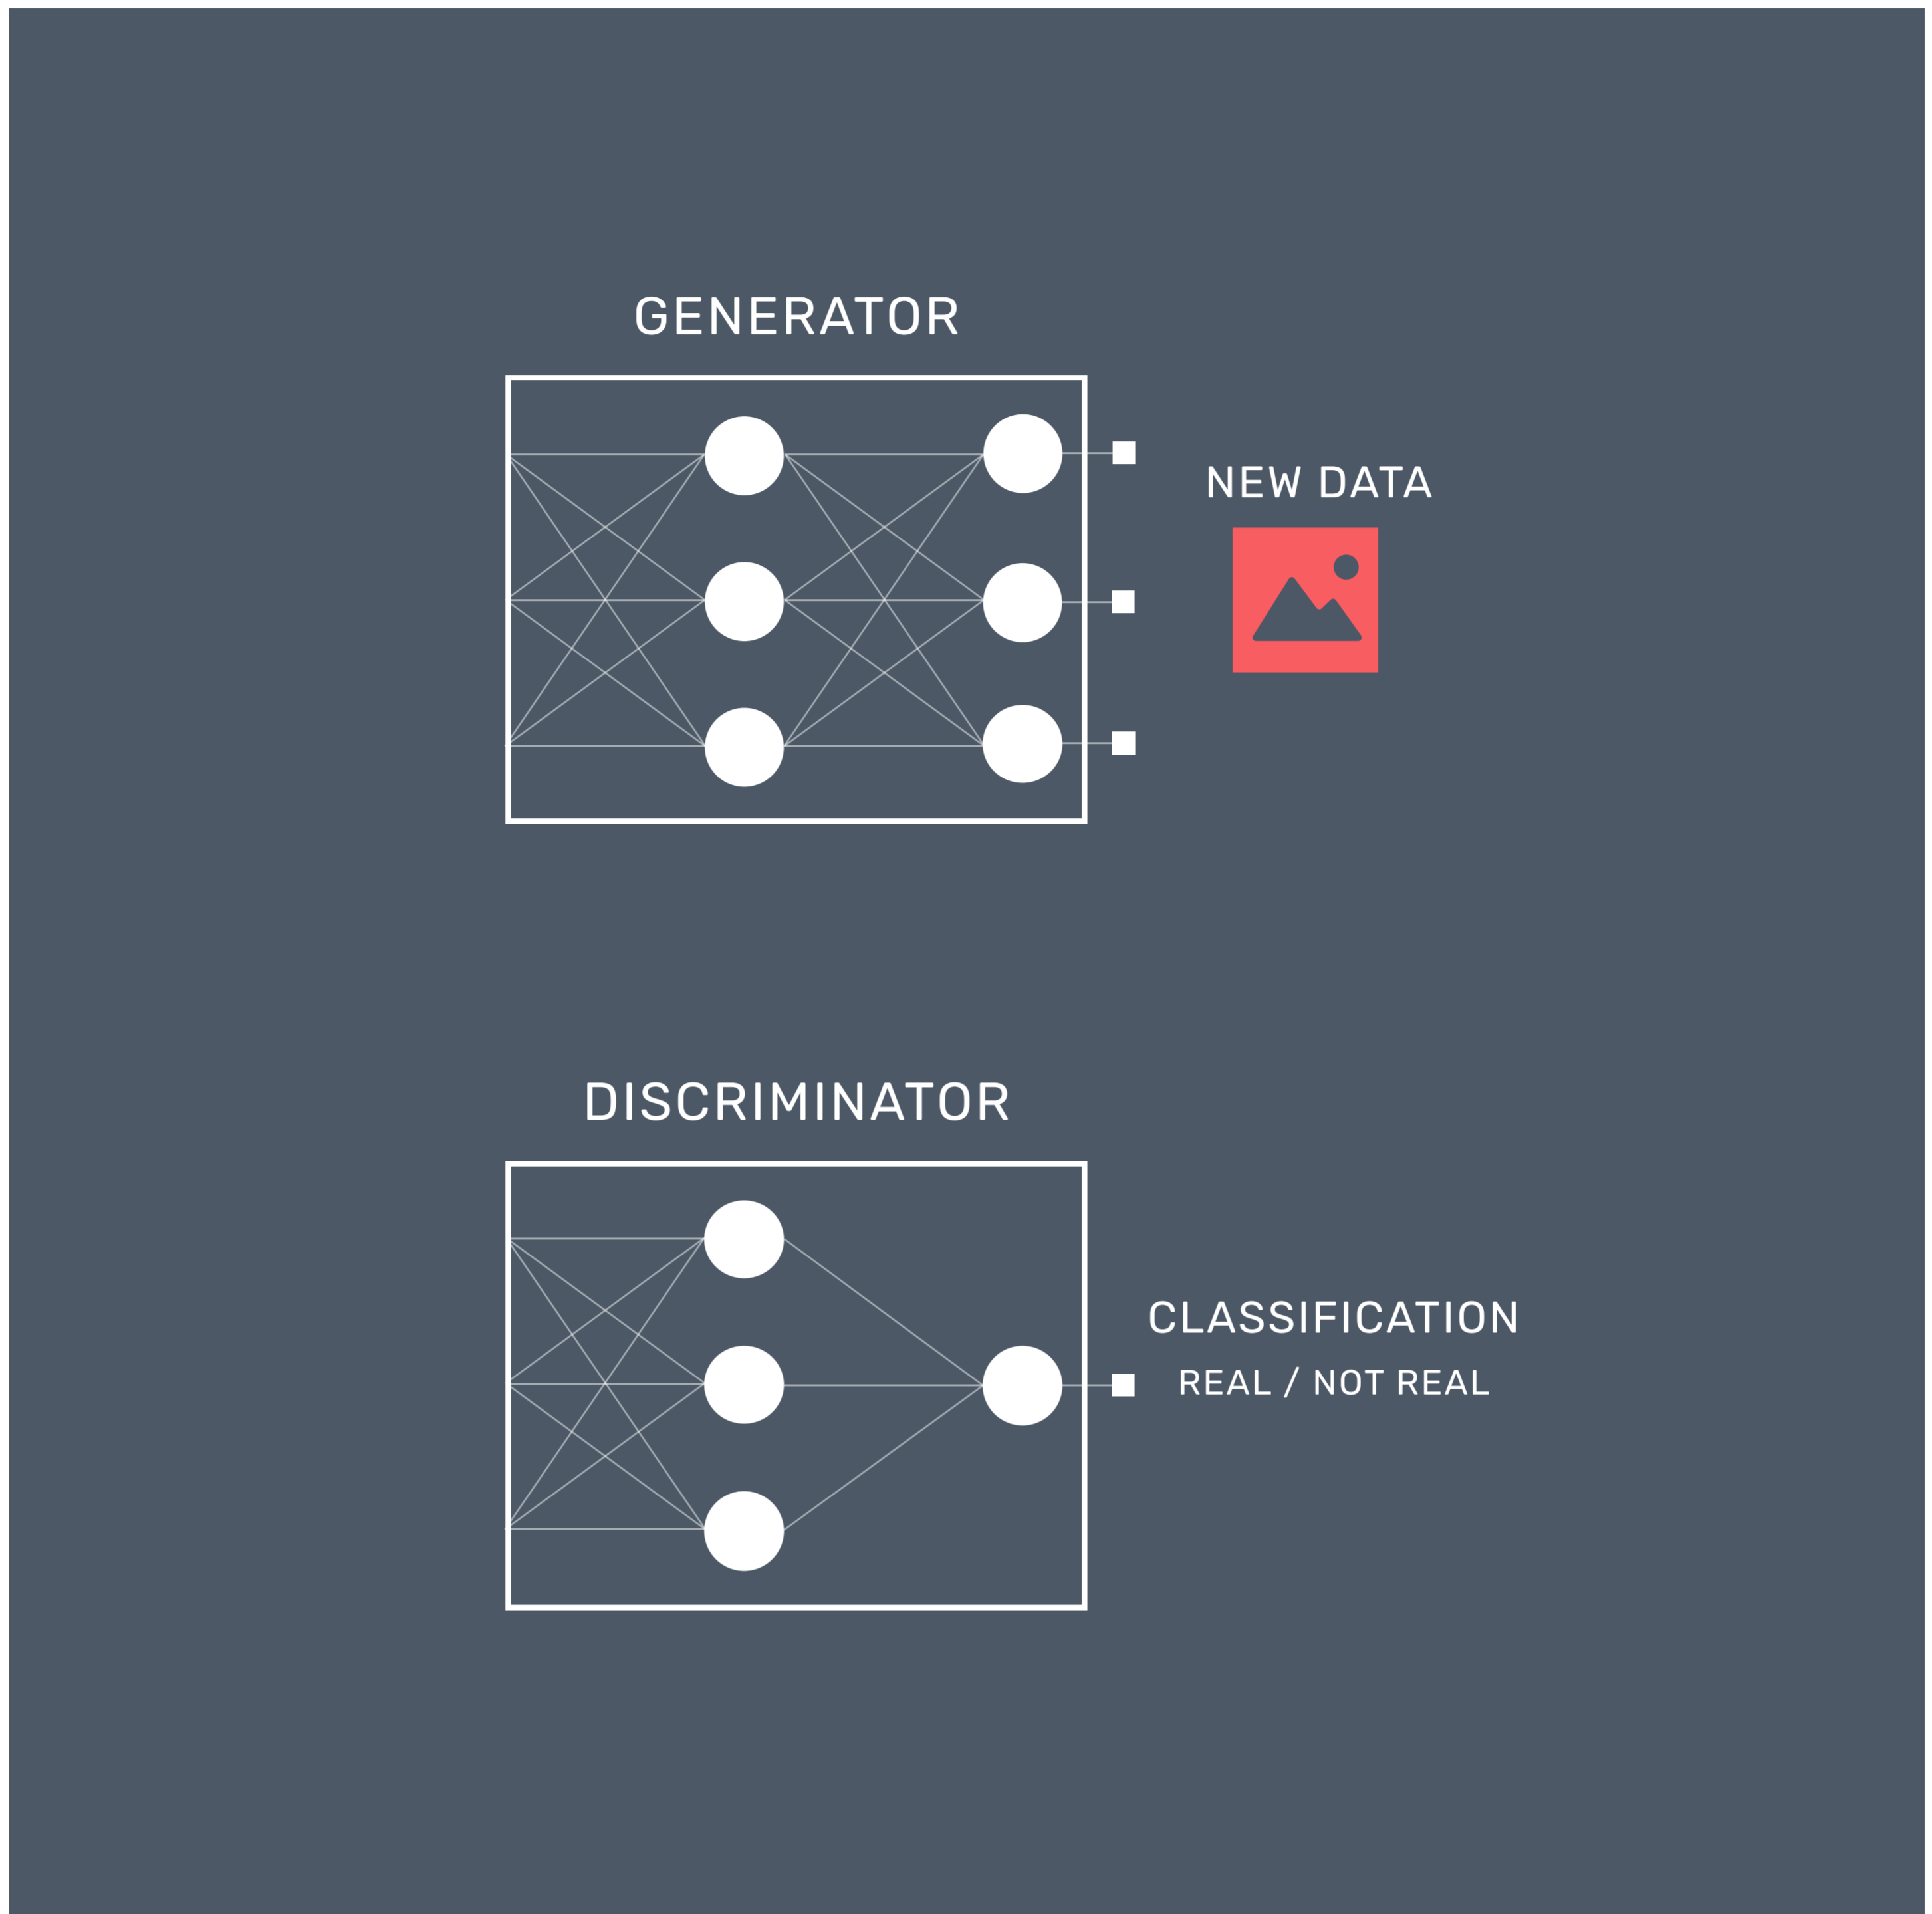 GENERATOR
NEW DATA
DISCRIMINATOR
CLASSIFICATION
REAL / NOT REAL